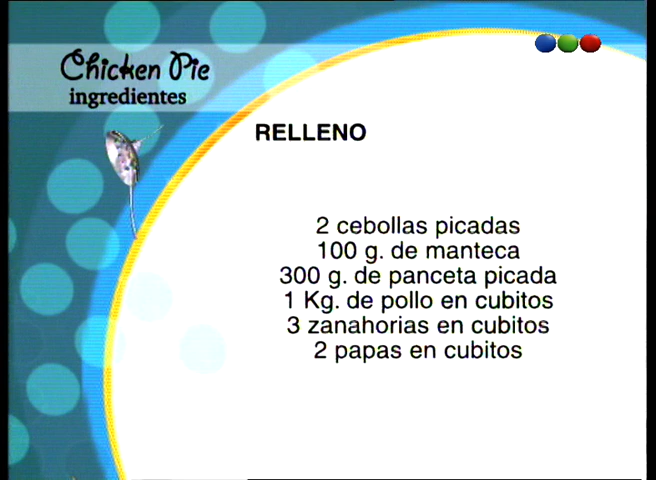 Chicken Pie
ingredientes
RELLENO
2 cebollas picadas
100 g. de manteca
300 g. de panceta picada
1 Kg. de pollo en cubitos
3 zanahorias en cubitos
2 papas en cubitos